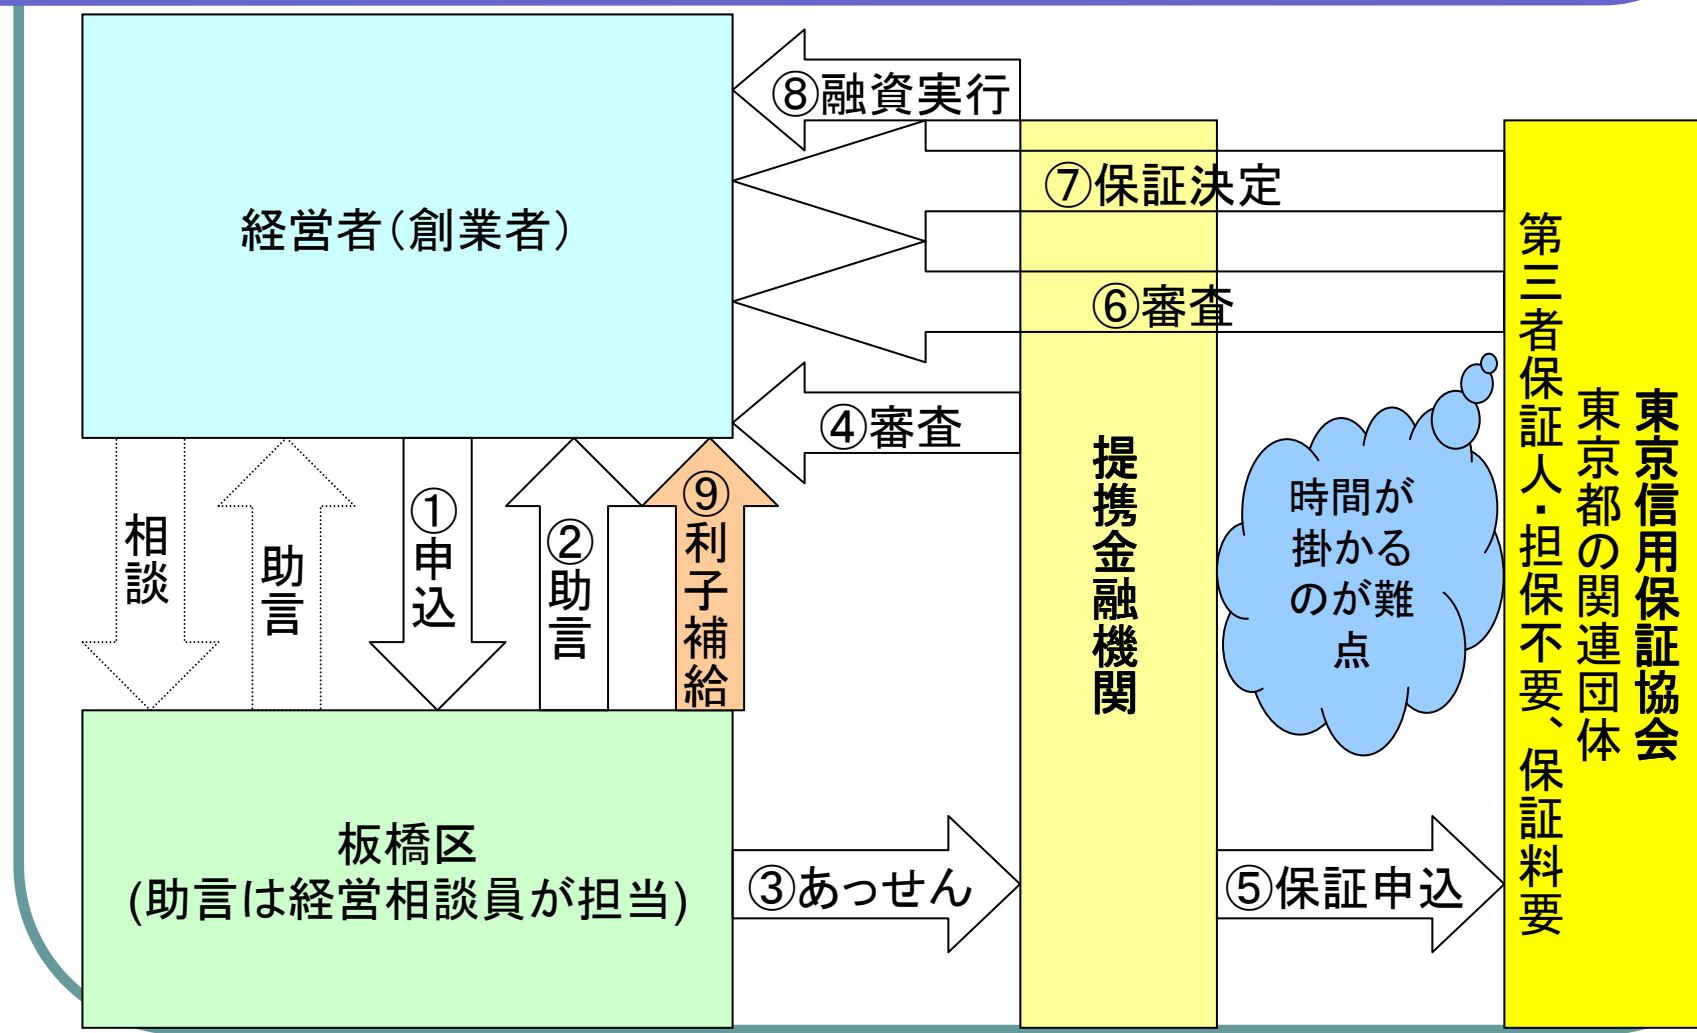 経営者(創業者)
⑧融資実行
⑦保証決定
⑥審査
④審査
相談
助言
①申込
②助言
⑨利子補給
板橋区
(助言は経営相談員が担当)
③あっせん
提携金融機関
⑤保証申込
時間が
掛かる
のが難
点
東京信用保証協会
東京都の関連団体
第三者保証人・担保不要、保証料要